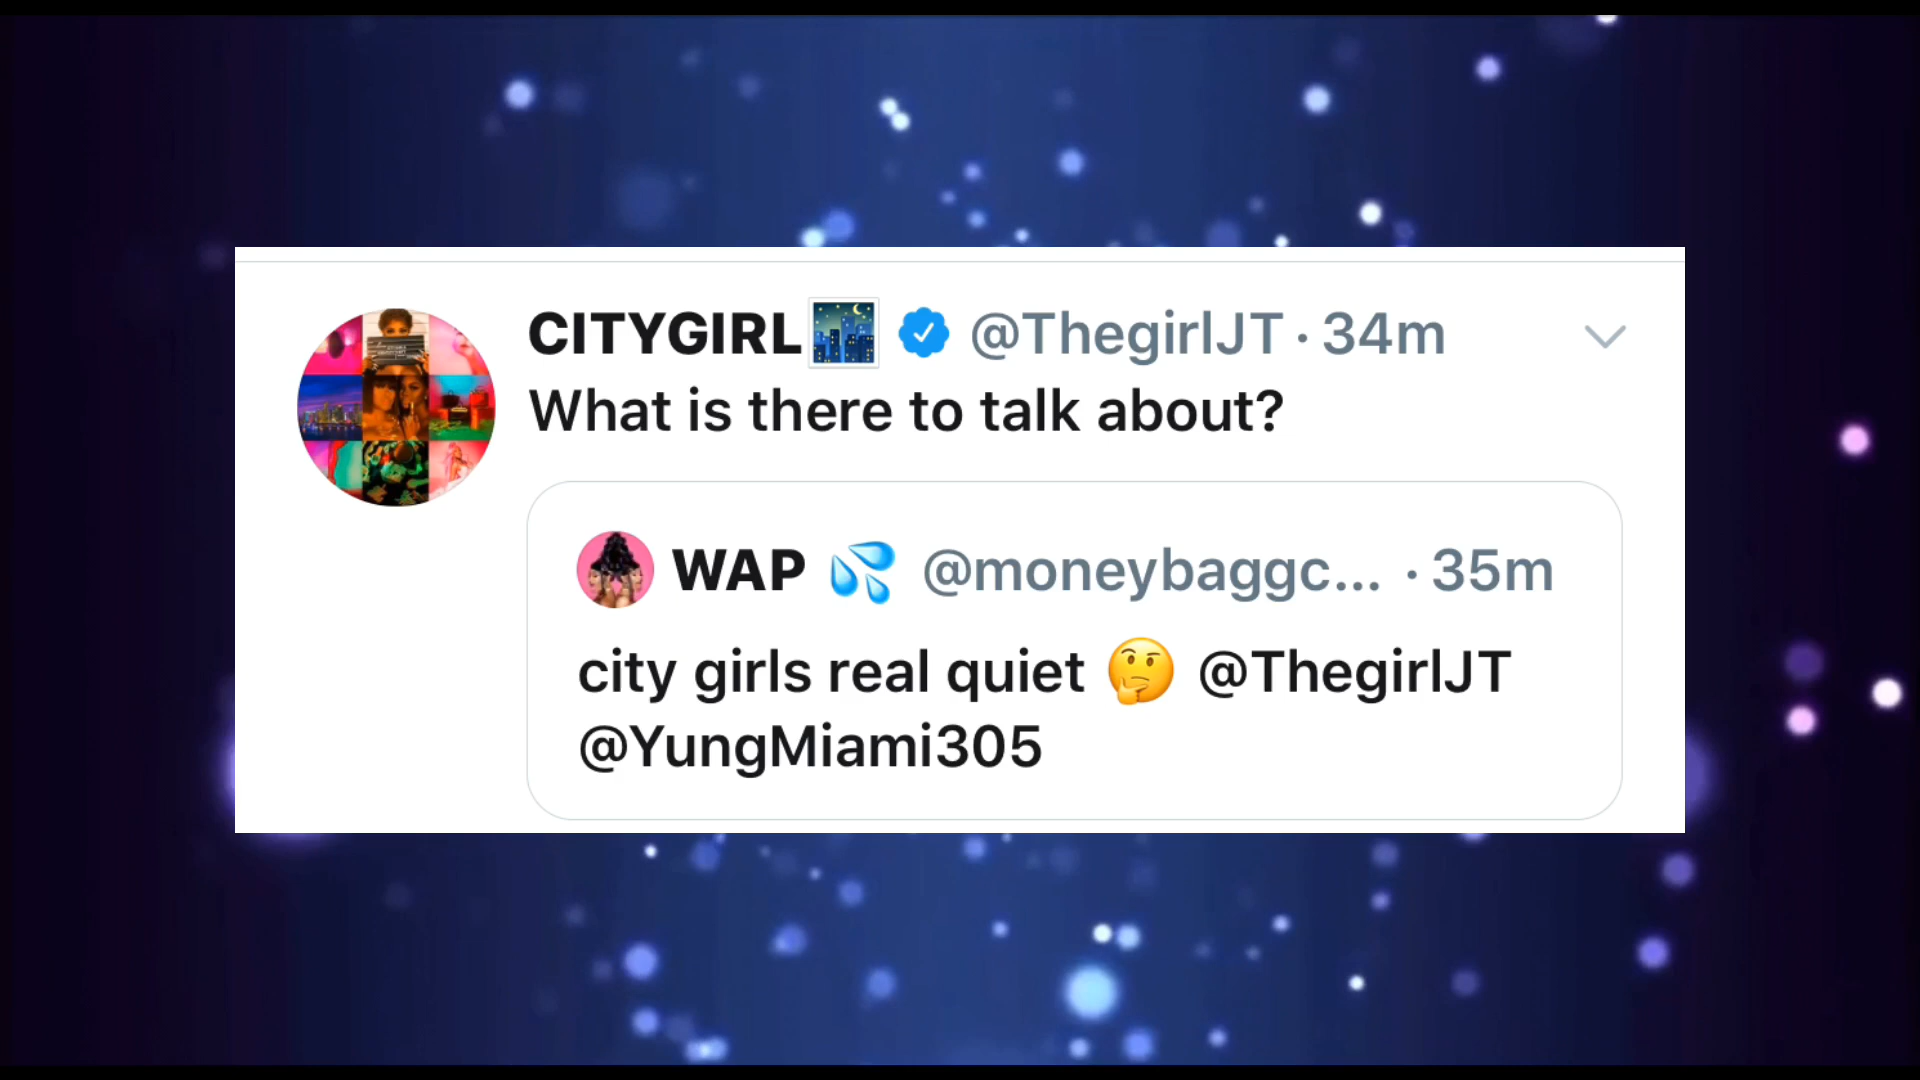 CITYGIRL🌃 @ThegirlJT · 34m
What is there to talk about?
WAP 💦 @moneybaggc... · 35m
city girls real quiet 🤔 @ThegirlJT
@YungMiami305